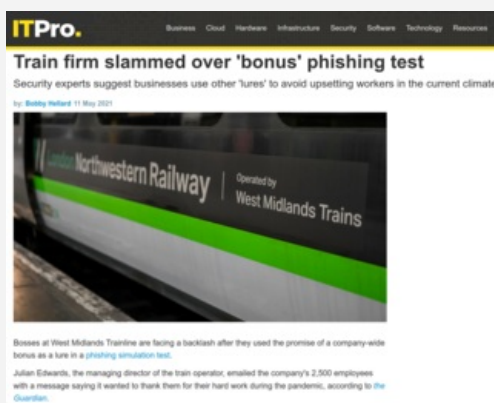 ITPro.
Business Cloud Hardware Infrastructure Security Software Technology Resources
Train firm slammed over 'bonus' phishing test
Security experts suggest businesses use other 'lures' to avoid upsetting workers in the current climate
by: Bobby Hellard 11 May 2021
London Northwestern Railway
Operated by
West Midlands Trains
Bosses at West Midlands Trainline are facing a backlash after they used the promise of a company-wide
bonus as a lure in a phishing simulation test.
Julian Edwards, the managing director of the train operator, emailed the company's 2,500 employees
with a message saying it wanted to thank them for their hard work during the pandemic, according to the
Guardian.